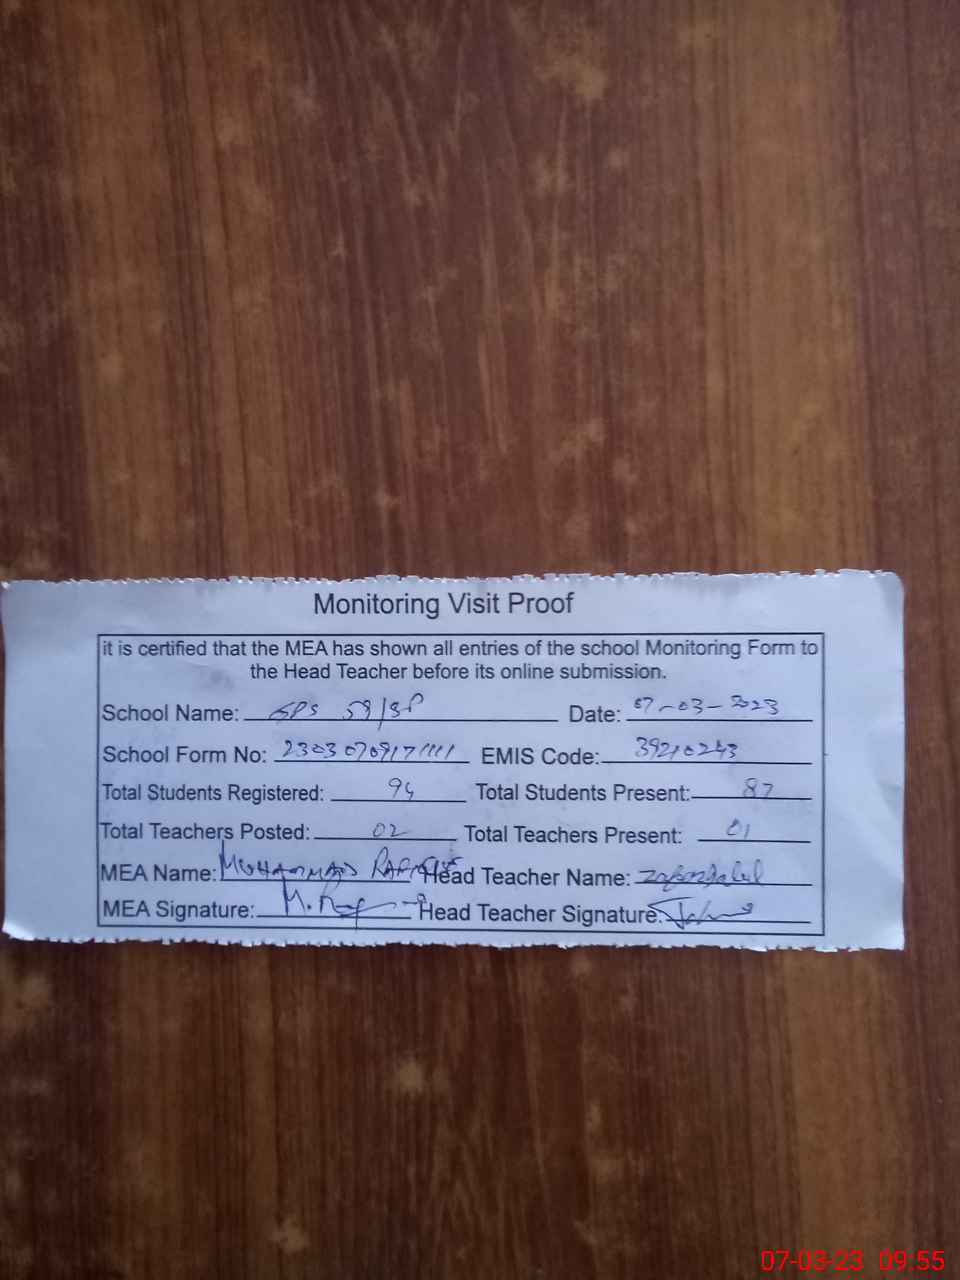 Monitoring Visit Proof
it is certified that the MEA has shown all entries of the school Monitoring Form to
the Head Teacher before its online submission.
School Name: GPS 59/SP Date: 07-03-2023
School Form No: 23030709171111 EMIS Code: 39210243
Total Students Registered: 94 Total Students Present: 87
Total Teachers Posted: 02 Total Teachers Present: 01
MEA Name: MUHAMMAD RAFIQUE Head Teacher Name:
MEA Signature: Head Teacher Signature:
07-03-23 09:55